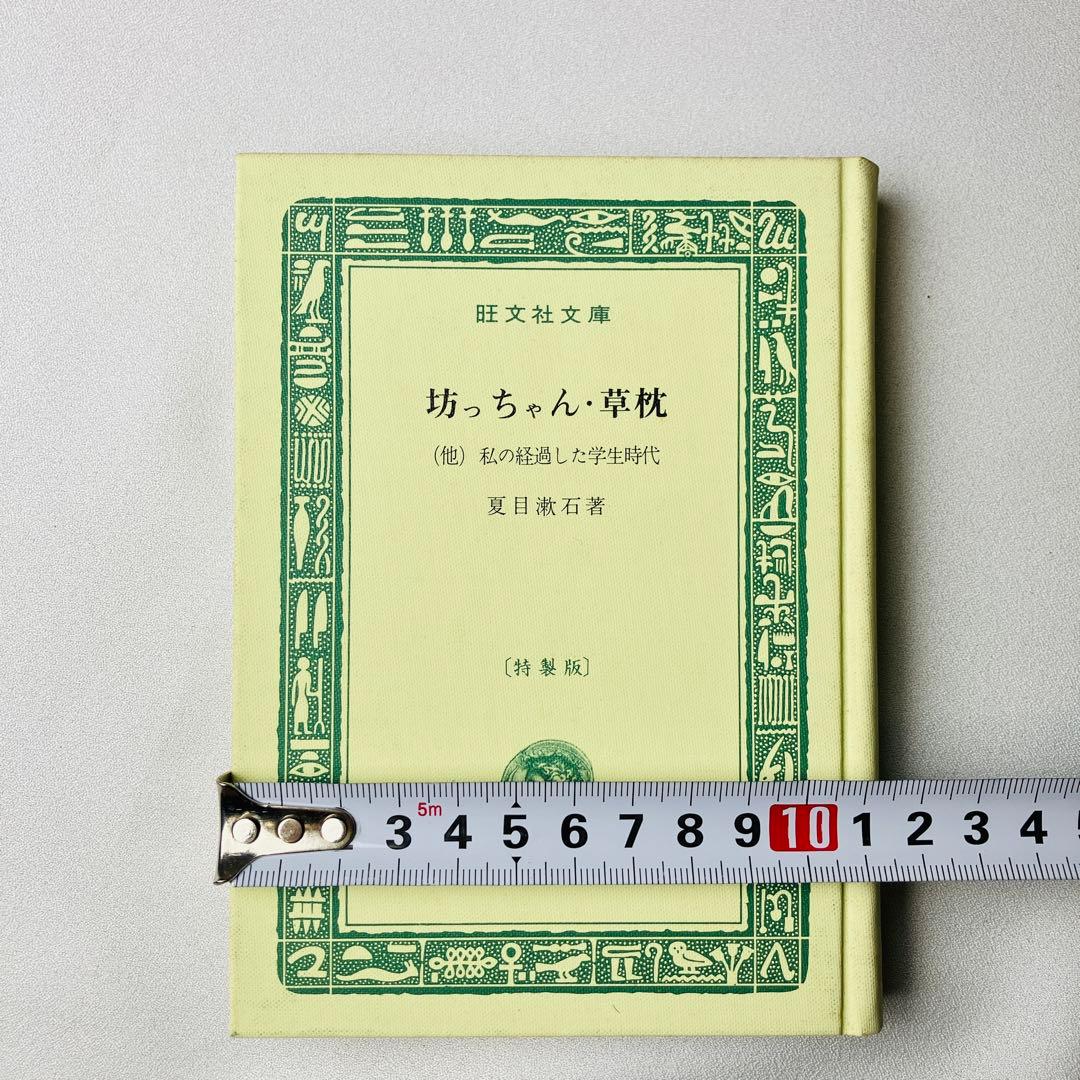 旺文社文庫
坊っちゃん・草枕
（他） 私の経過した学生時代
夏目漱石著
〔特製版〕
5m
3 4 5 6 7 8 9 10 1 2 3 4